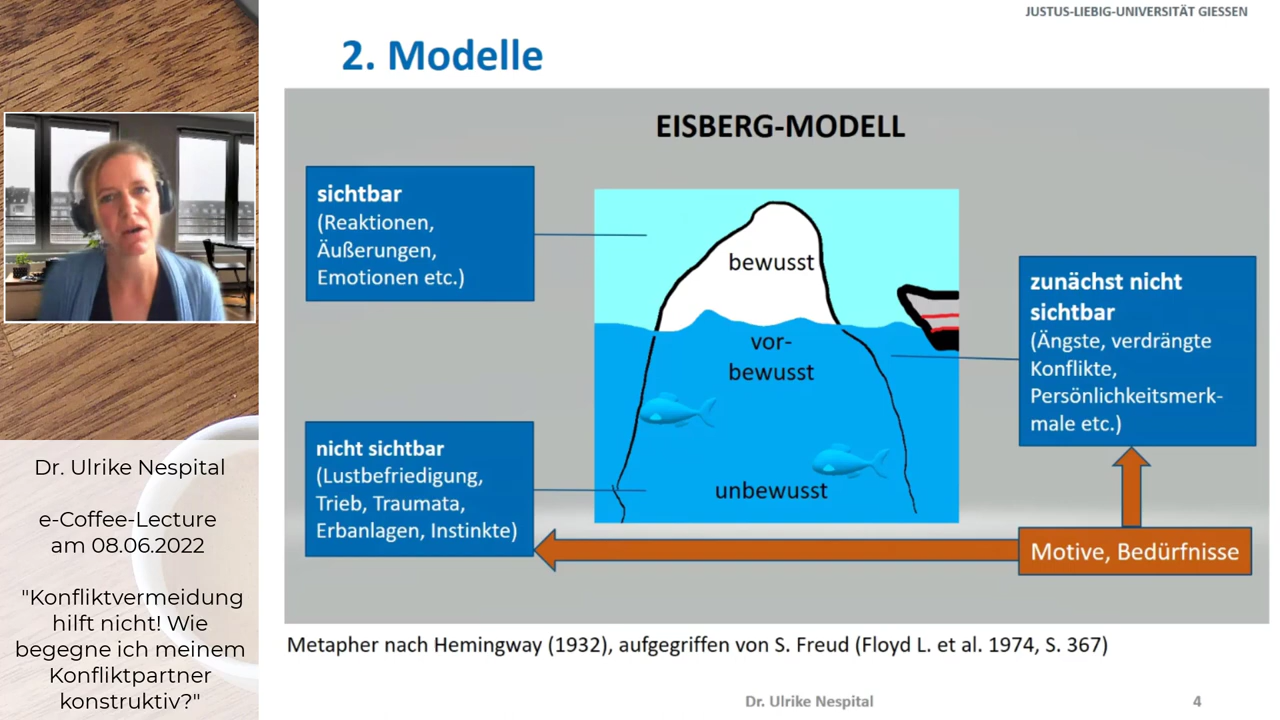 JUSTUS-LIEBIG-UNIVERSITÄT GIESSEN
2. Modelle
EISBERG-MODELL
sichtbar
(Reaktionen,
Äußerungen,
Emotionen etc.)
bewusst
vor-
bewusst
unbewusst
zunächst nicht
sichtbar
(Ängste, verdrängte
Konflikte,
Persönlichkeitsmerk-
male etc.)
nicht sichtbar
(Lustbefriedigung,
Trieb, Traumata,
Erbanlagen, Instinkte)
Motive, Bedürfnisse
Metapher nach Hemingway (1932), aufgegriffen von S. Freud (Floyd L. et al. 1974, S. 367)
Dr. Ulrike Nespital
4
Dr. Ulrike Nespital
e-Coffee-Lecture
am 08.06.2022
"Konfliktvermeidung
hilft nicht! Wie
begegne ich meinem
Konfliktpartner
konstruktiv?"